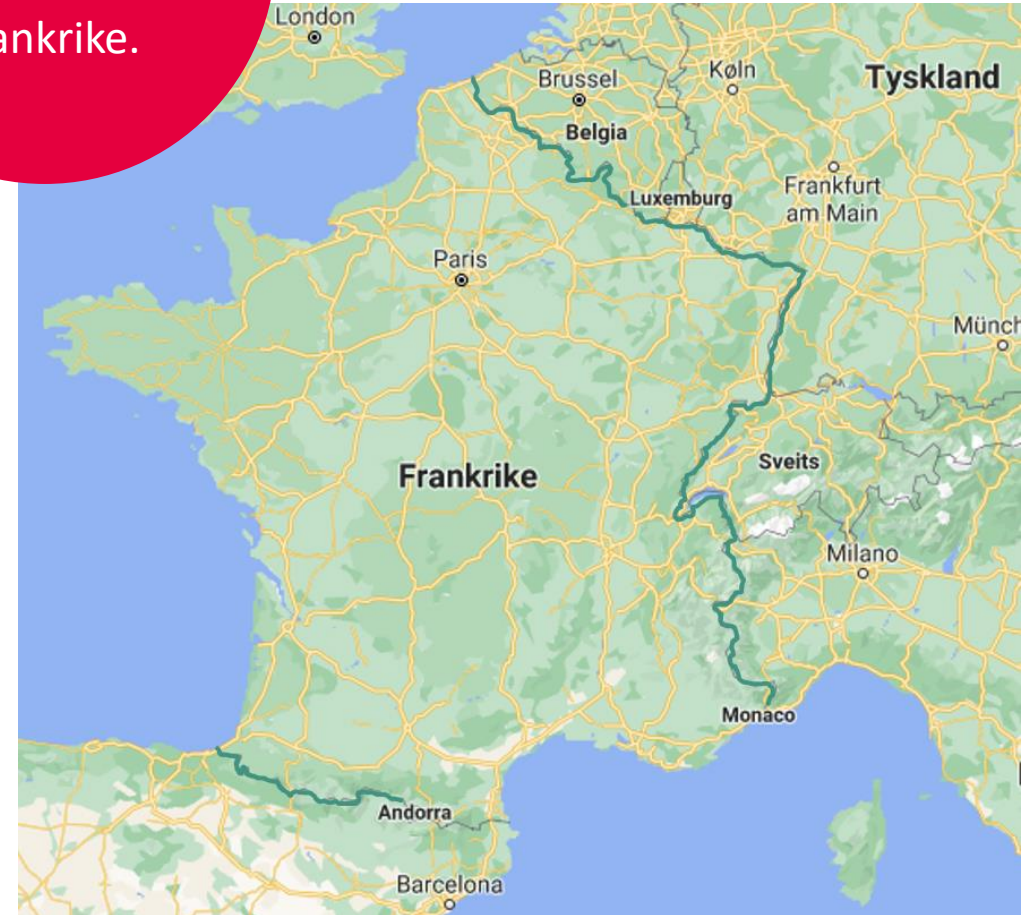 ankrike.
London
Brussel
Køln
Tyskland
Belgia
Luxemburg
Frankfurt
am Main
Paris
Münch
Frankrike
Sveits
Milano
Monaco
Andorra
Barcelona